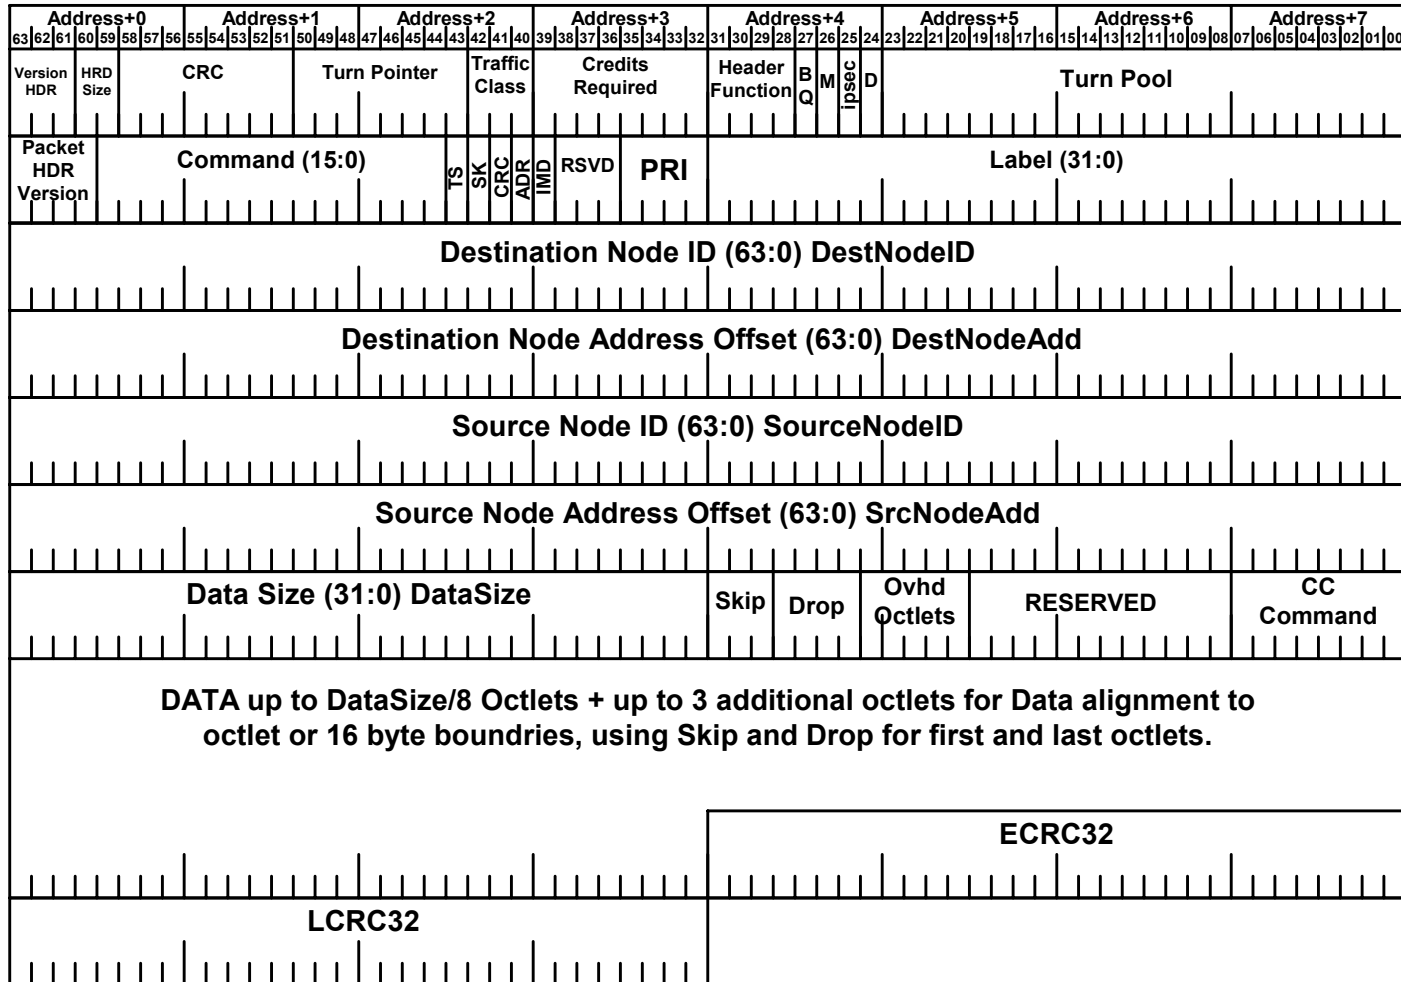 Address+0 Address+1 Address+2 Address+3 Address+4 Address+5 Address+6 Address+7
63 62 61 60 59 58 57 56 55 54 53 52 51 50 49 48 47 46 45 44 43 42 41 40 39 38 37 36 35 34 33 32 31 30 29 28 27 26 25 24 23 22 21 20 19 18 17 16 15 14 13 12 11 10 09 08 07 06 05 04 03 02 01 00
Version
HDR
HRD
Size
CRC
Turn Pointer
Traffic
Class
Credits
Required
Header
Function
B
Q
M
ipsec
D
Turn Pool
Packet
HDR
Version
Command (15:0)
TS
SK
CRC
ADR
IMD
RSVD
PRI
Label (31:0)
Destination Node ID (63:0) DestNodeID
Destination Node Address Offset (63:0) DestNodeAdd
Source Node ID (63:0) SourceNodeID
Source Node Address Offset (63:0) SrcNodeAdd
Data Size (31:0) DataSize
Skip
Drop
Ovhd
Octlets
RESERVED
CC
Command
DATA up to DataSize/8 Octlets + up to 3 additional octlets for Data alignment to
octlet or 16 byte boundries, using Skip and Drop for first and last octlets.
ECRC32
LCRC32